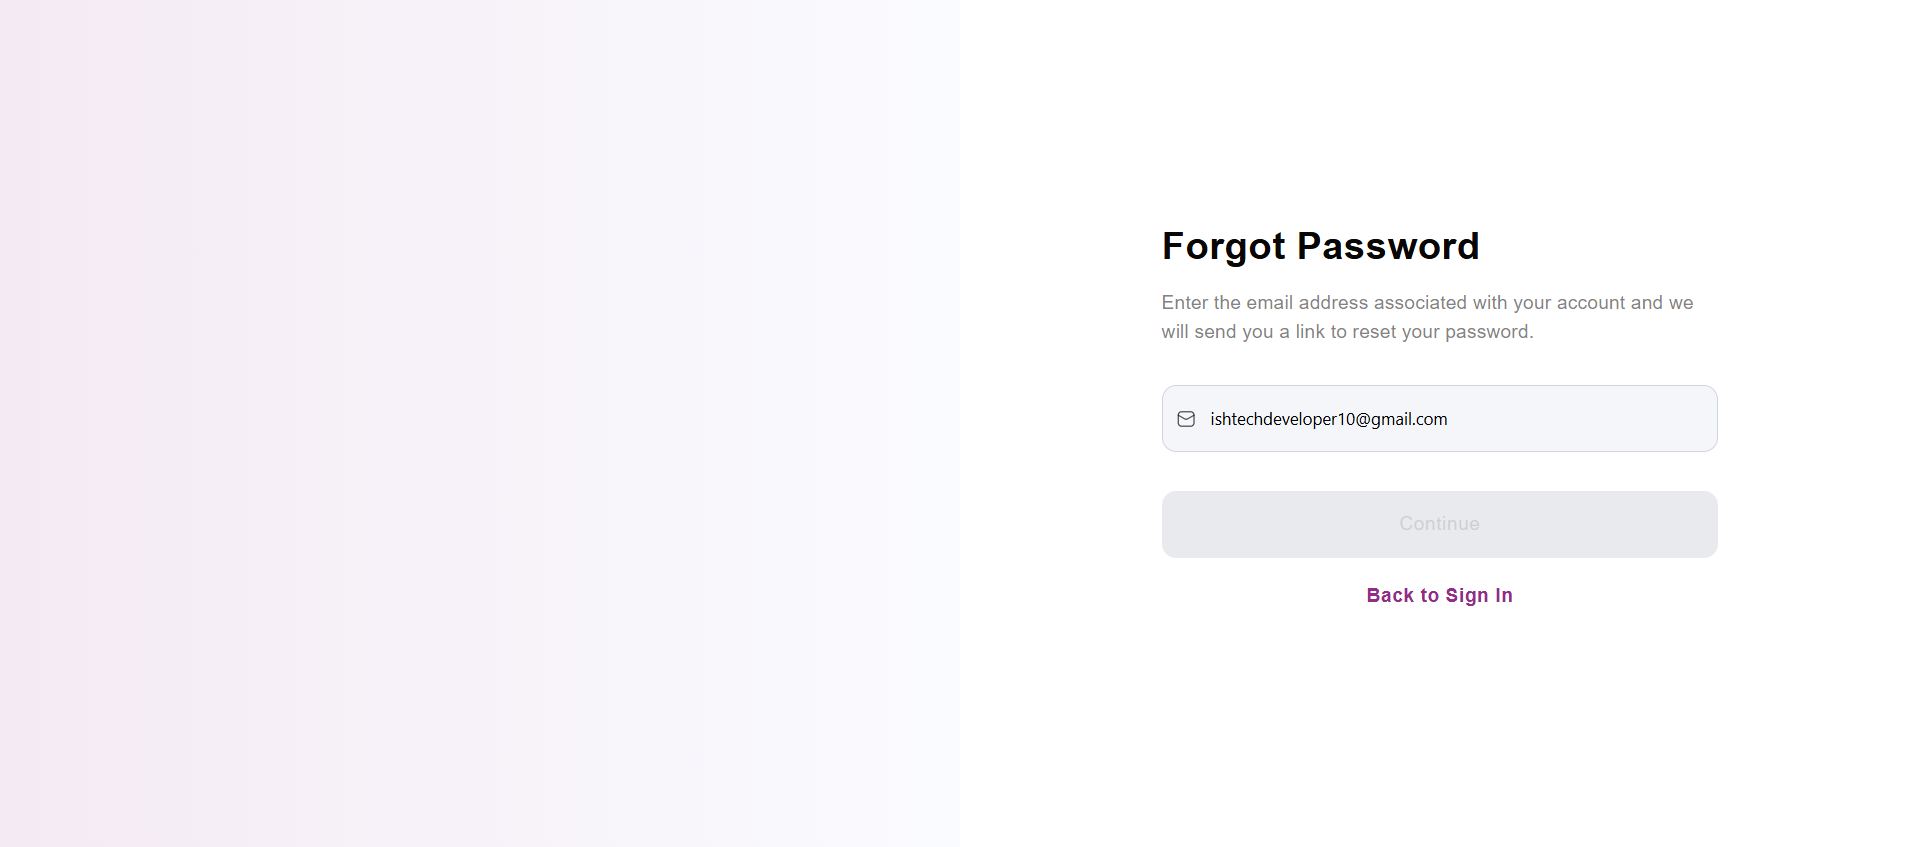 Forgot Password
Enter the email address associated with your account and we
will send you a link to reset your password.
ishtechdeveloper10@gmail.com
Continue
Back to Sign In